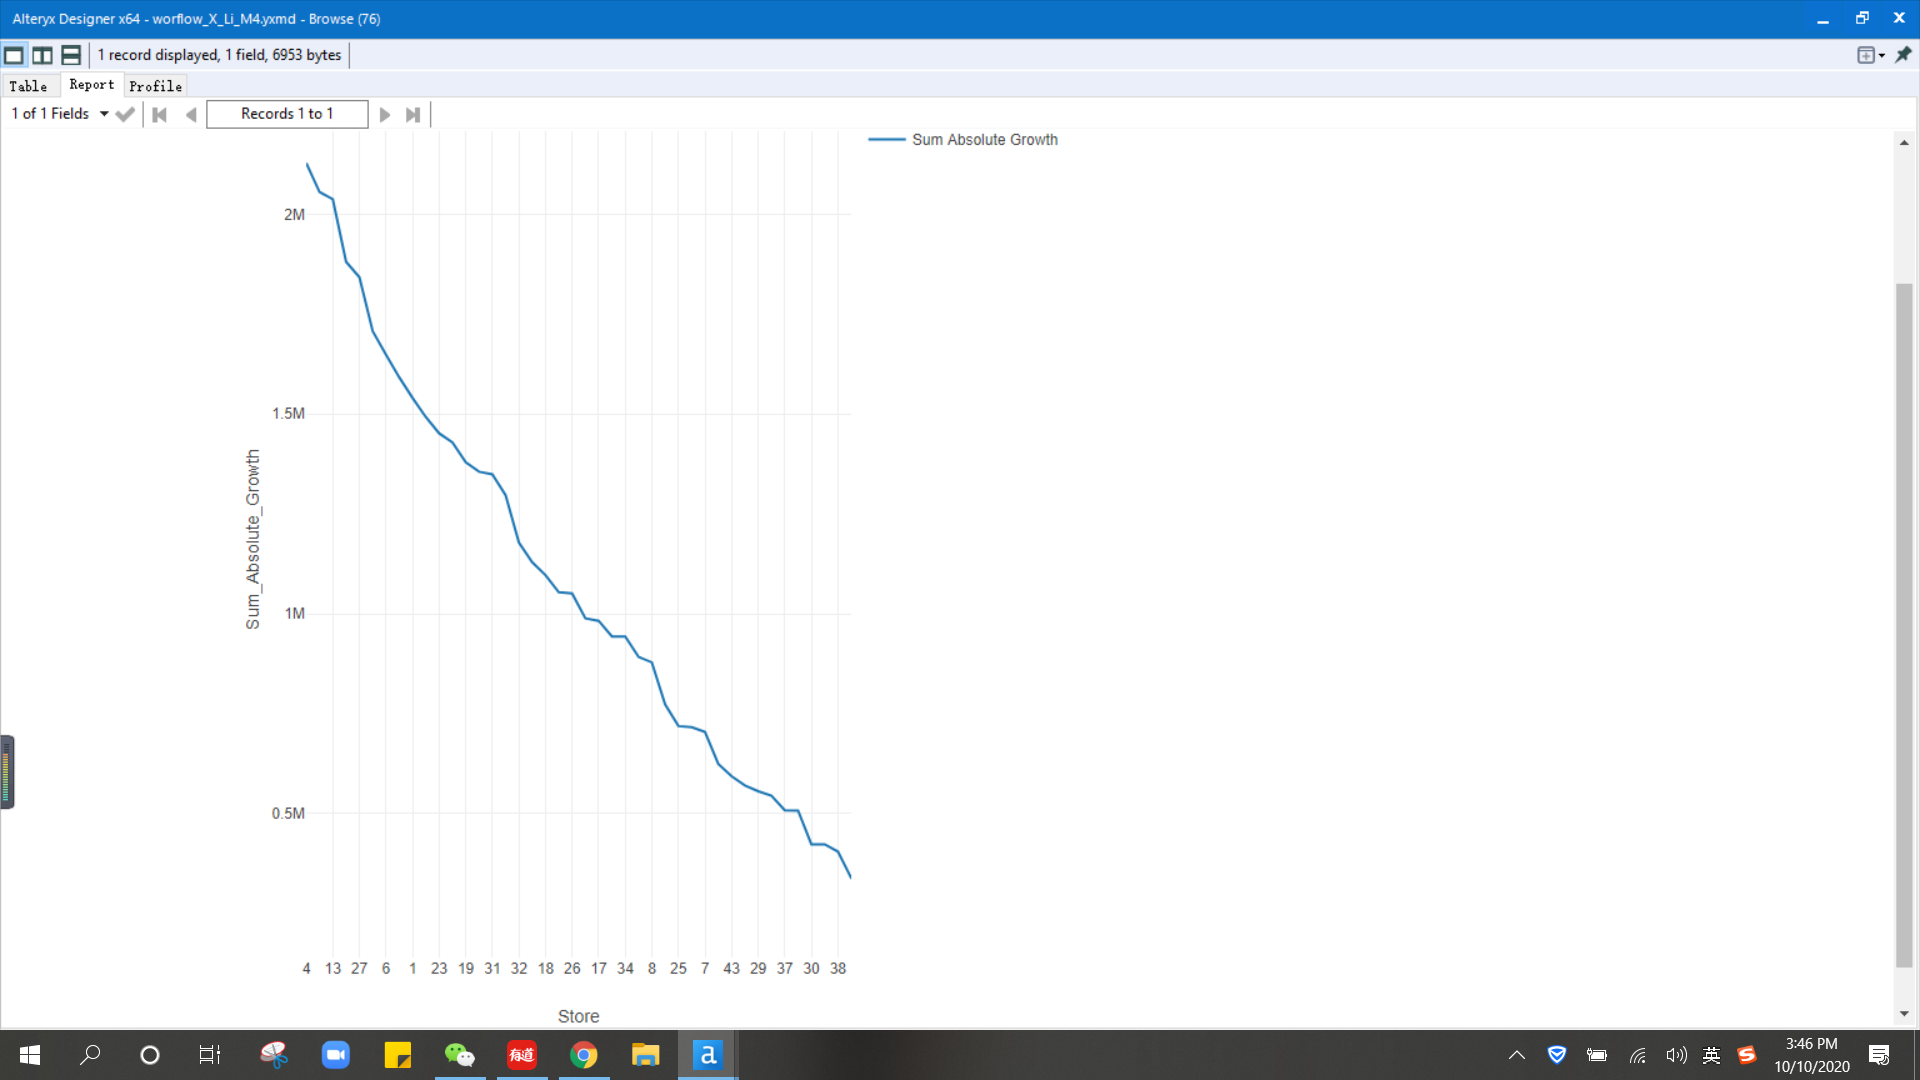 Alteryx Designer x64 - worflow_X_Li_M4.yxmd - Browse (76)
1 record displayed, 1 field, 6953 bytes
Table Report Profile
1 of 1 Fields Records 1 to 1
Sum Absolute Growth
2M
1.5M
1M
0.5M
Sum_Absolute_Growth
4 13 27 6 1 23 19 31 32 18 26 17 34 8 25 7 43 29 37 30 38
Store
有道
a
英
S
3:46 PM
10/10/2020